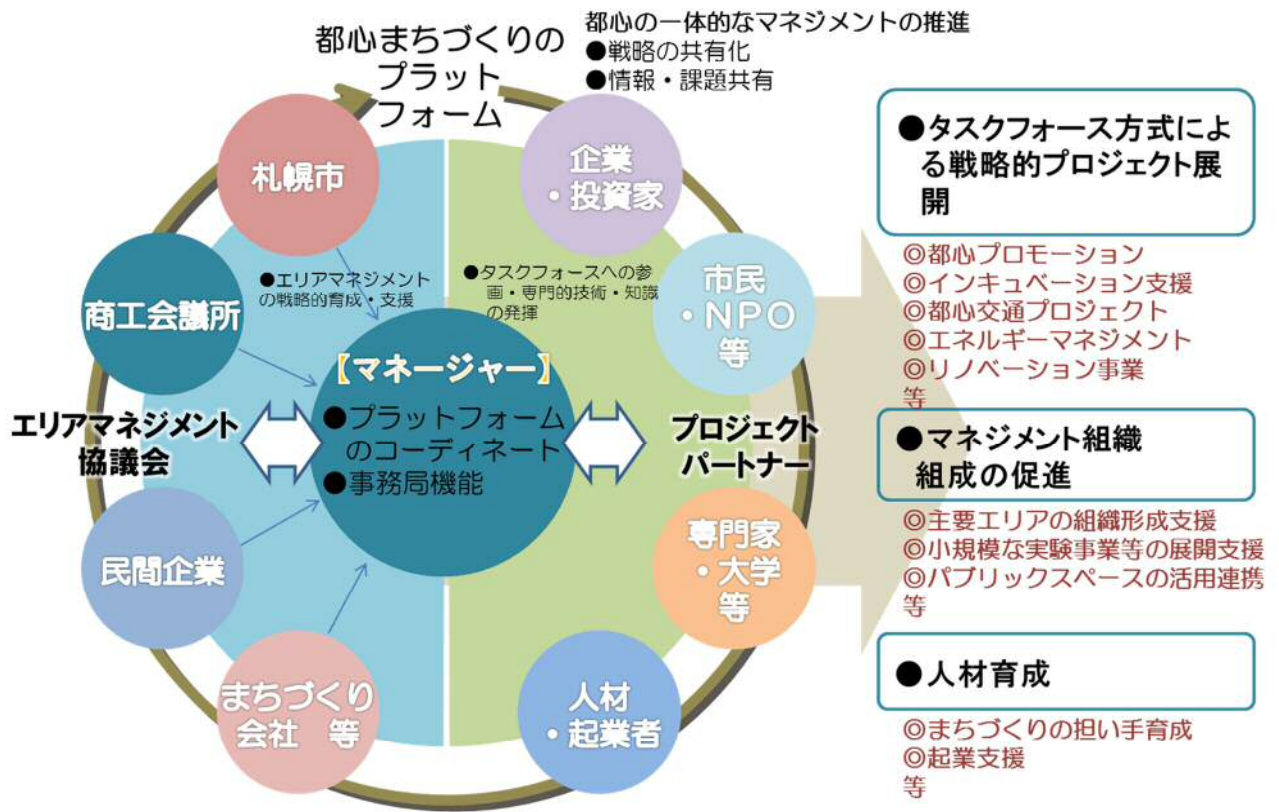 都心まちづくりの
プラット
フォーム
都心の一体的なマネジメントの推進
●戦略の共有化
●情報・課題共有
札幌市
商工会議所
●エリアマネジメント
の戦略的育成・支援
エリアマネジメント
協議会
民間企業
まちづくり
会社 等
【マネージャー】
●プラットフォーム
のコーディネート
●事務局機能
企業
・投資家
●タスクフォースへの参
画・専門的技術・知識
の発揮
市民
・NPO
等
プロジェクト
パートナー
専門家
・大学
等
人材
・起業者
●タスクフォース方式によ
る戦略的プロジェクト展
開
◎都心プロモーション
◎インキュベーション支援
◎都心交通プロジェクト
◎エネルギーマネジメント
◎リノベーション事業
等
●マネジメント組織
組成の促進
◎主要エリアの組織形成支援
◎小規模な実験事業等の展開支援
◎パブリックスペースの活用連携
等
●人材育成
◎まちづくりの担い手育成
◎起業支援
等